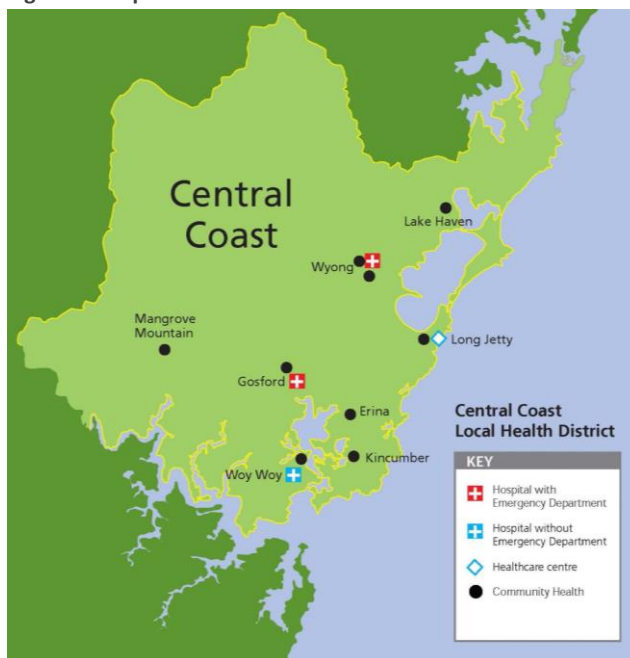 Central
Coast
Lake Haven
Wyong
Mangrove
Mountain
Long Jetty
Gosford
Erina
Kincumber
Woy Woy
Central Coast
Local Health District
KEY
Hospital with
Emergency Department
Hospital without
Emergency Department
Healthcare centre
Community Health